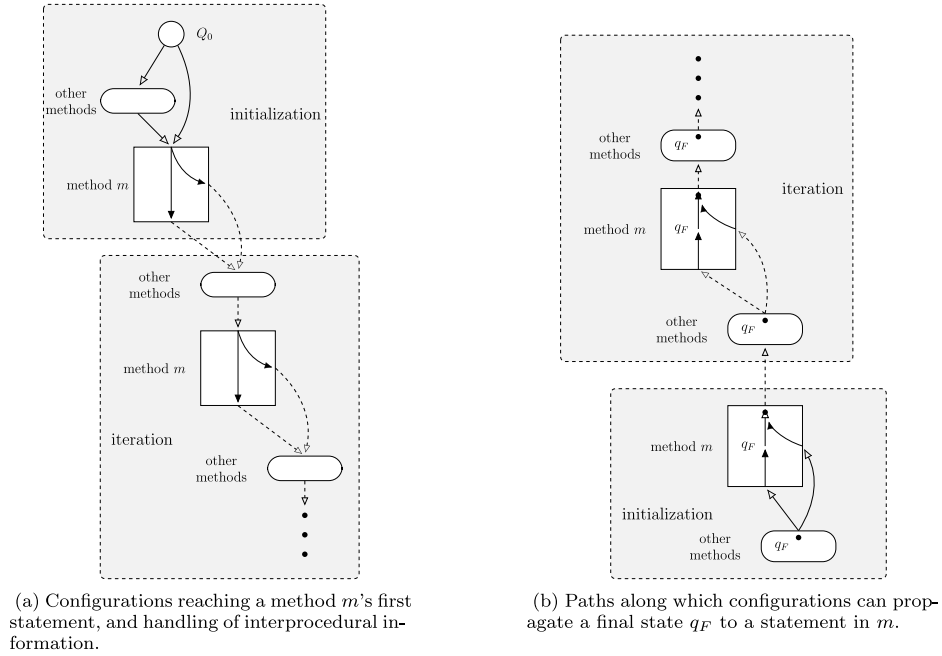 Q0
other
methods
initialization
method m
other
methods
method m
iteration
other
methods
(a) Configurations reaching a method m's first
statement, and handling of interprocedural in-
formation.
other
methods
qF
iteration
method m
qF
other
methods
qF
method m
qF
initialization
other
methods
qF
(b) Paths along which configurations can prop-
agate a final state qF to a statement in m.